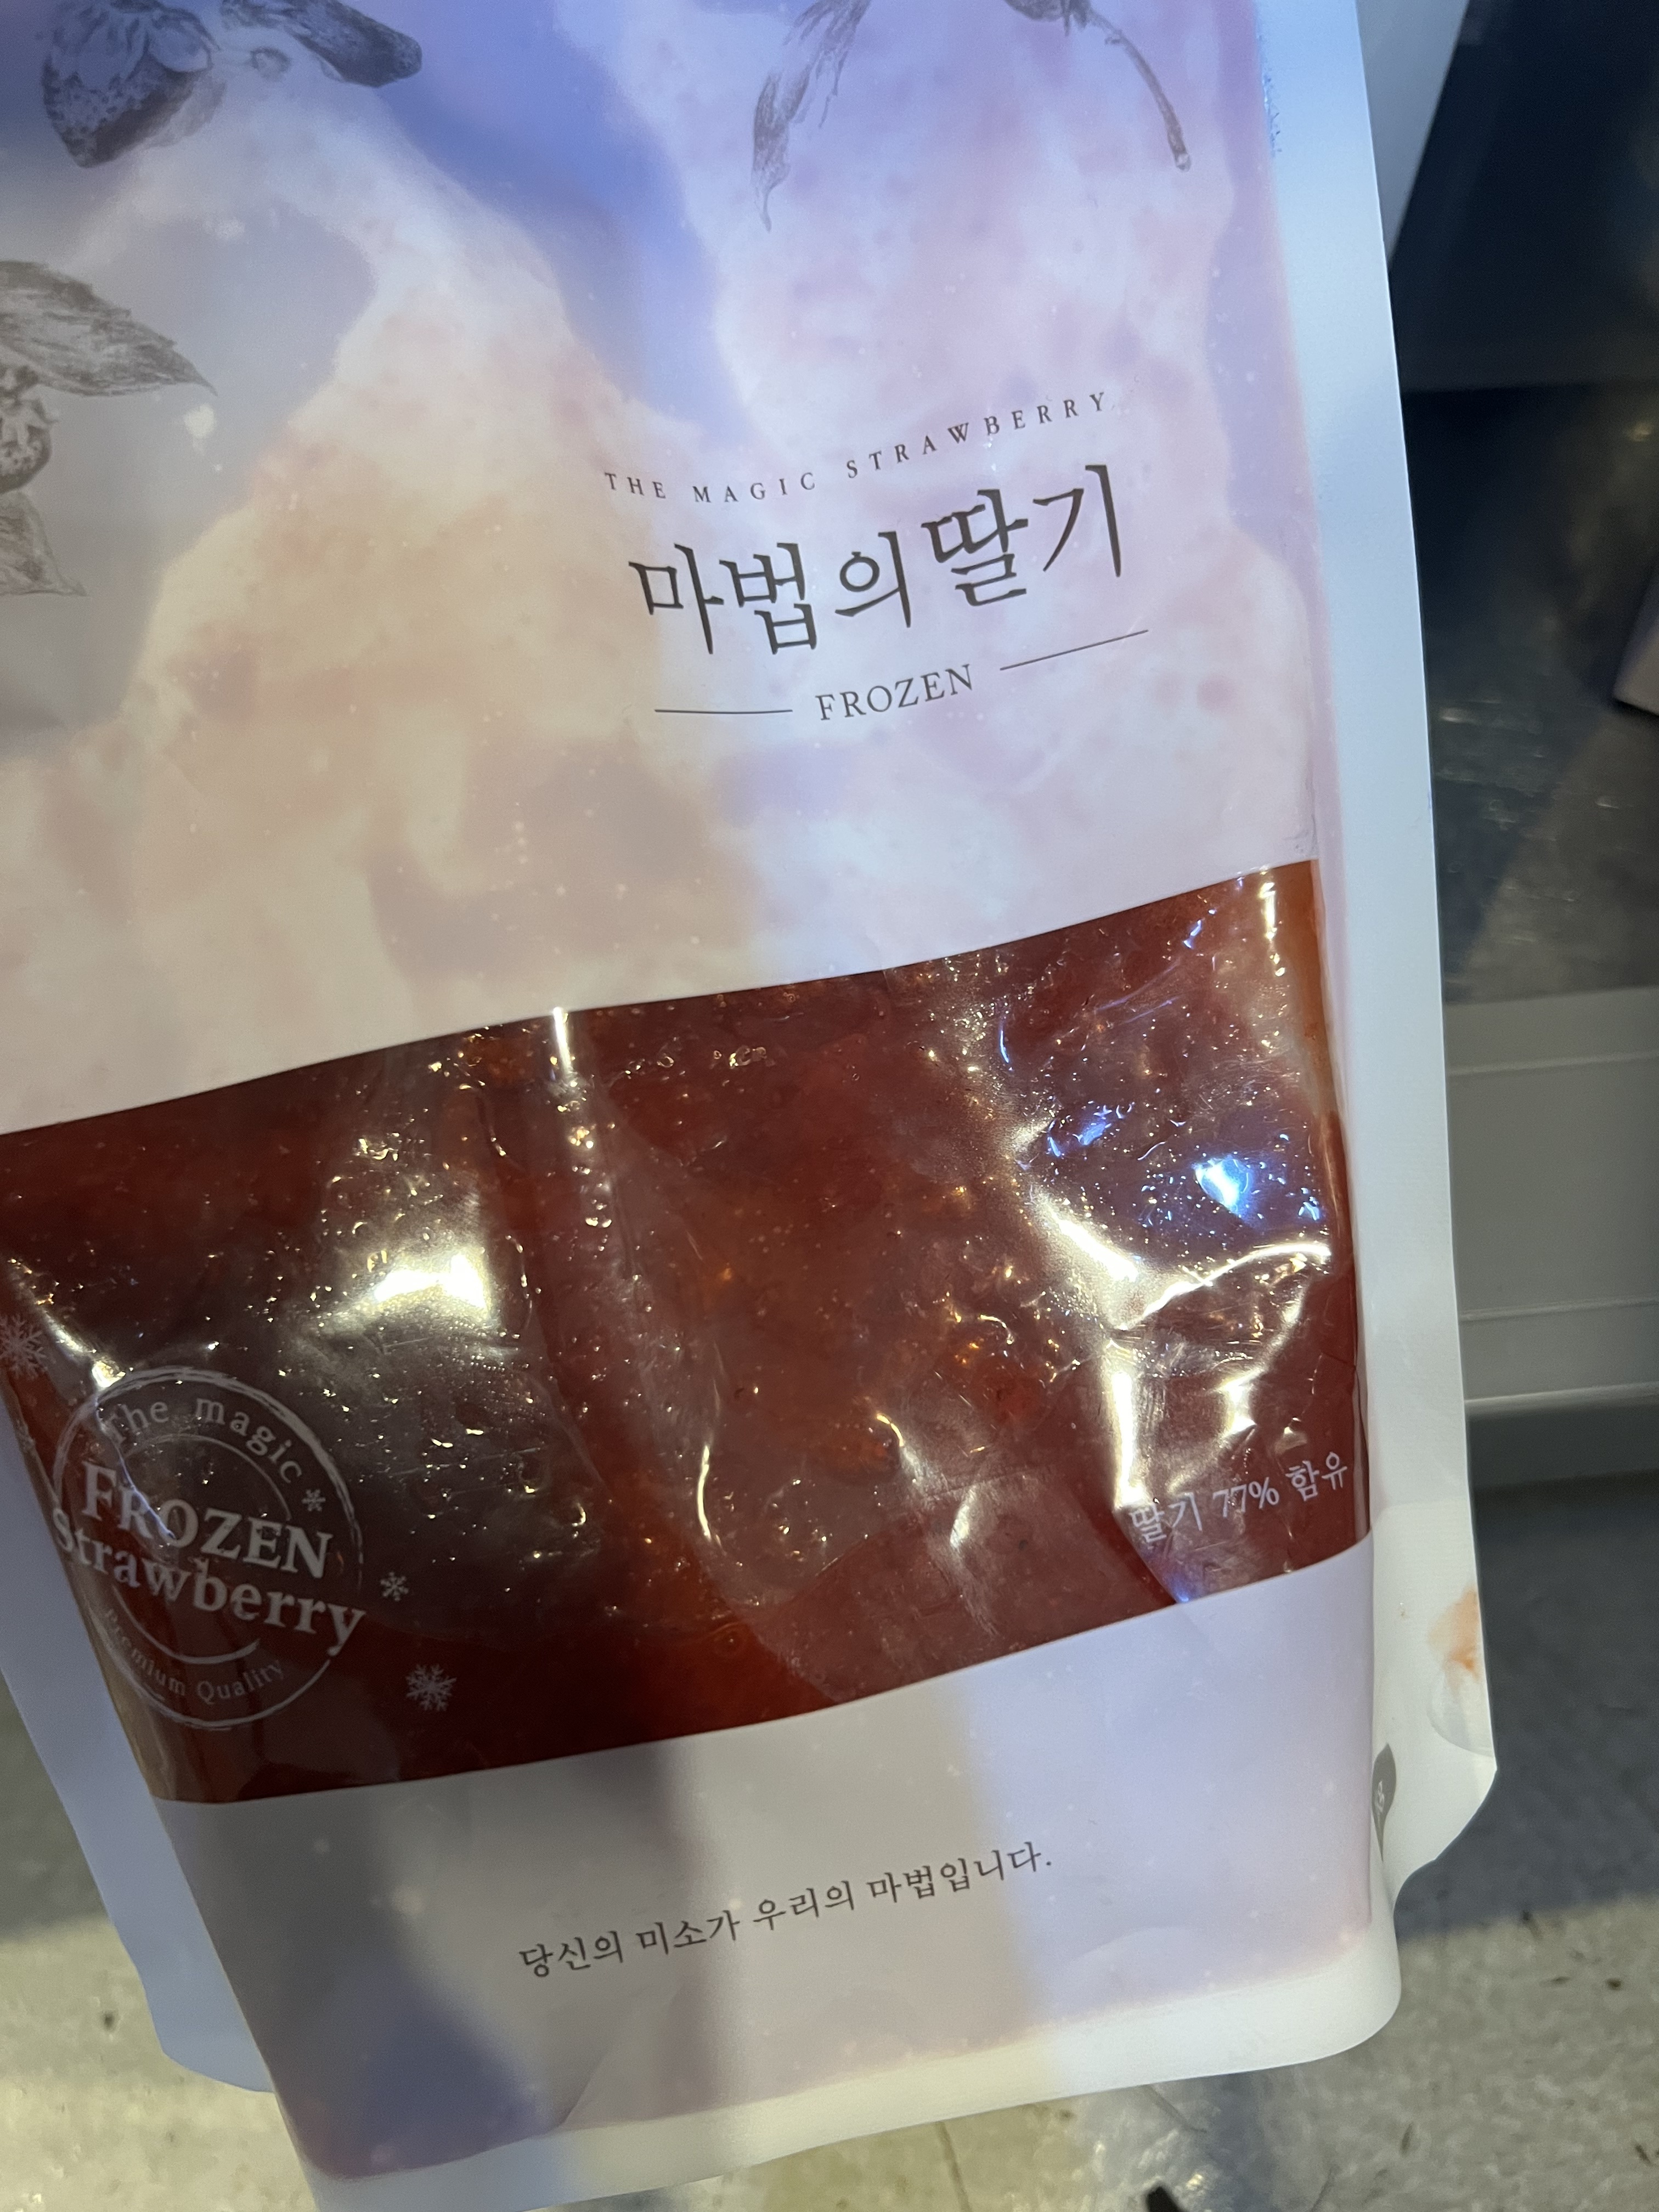 THE MAGIC STRAWBERRY
마법의딸기
FROZEN
딸기 77% 함유
The magic
FROZEN
Strawberry
Premium Quality
당신의 미소가 우리의 마법입니다.